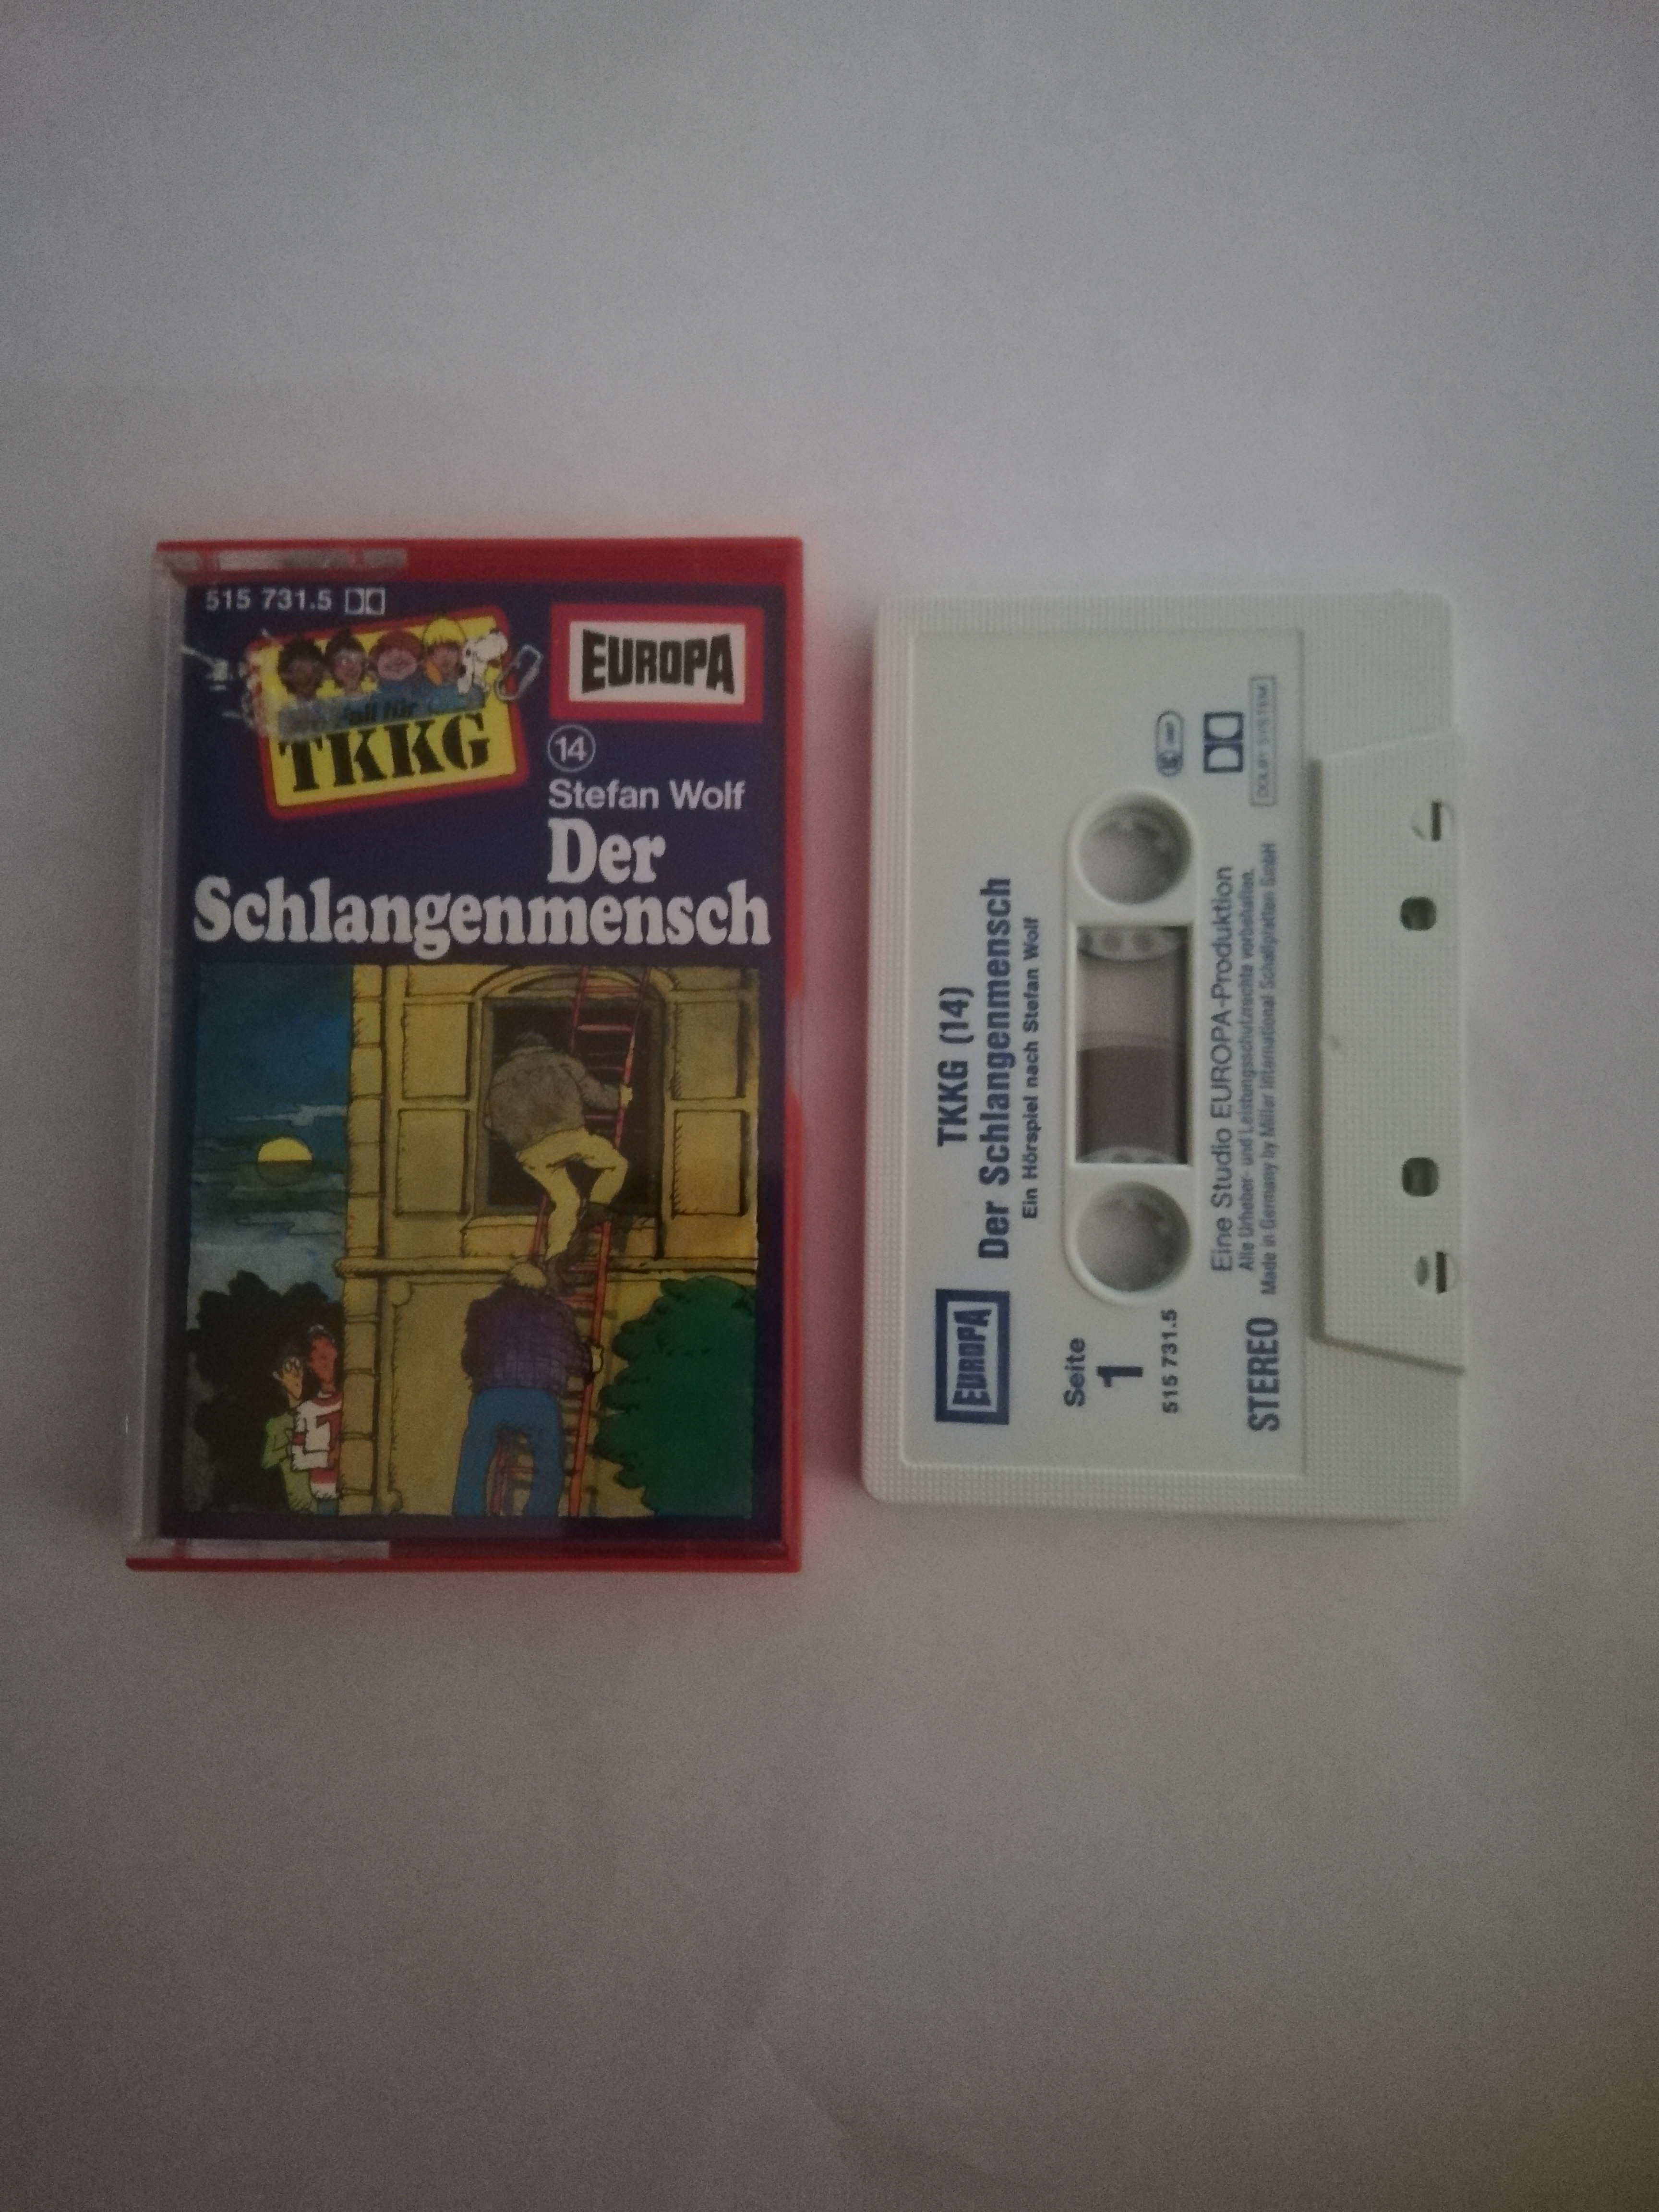 515 731.5
EUROPA
Fall für
TKKG
14
Stefan Wolf
Der
Schlangenmensch
TKKG (14)
Der Schlangenmensch
Ein Hörspiel nach Stefan Wolf
EUROPA
Seite
1
515 731.5
Eine Studio EUROPA-Produktion
Alle Urheber- und Leistungsschutzrechte vorbehalten.
Made in Germany by Miller International Schallplatten GmbH
STEREO
DOLBY SYSTEM